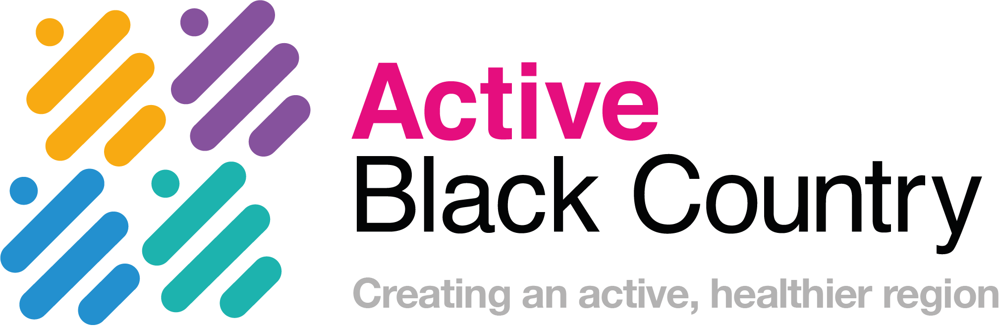 Active
Black Country
Creating an active, healthier region